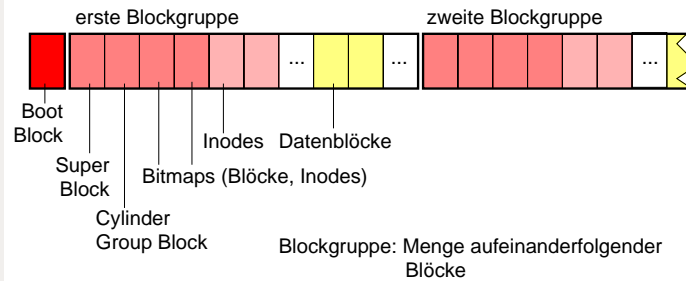 erste Blockgruppe
zweite Blockgruppe
... ... ...
Boot
Block
Inodes
Datenblöcke
Super
Block
Bitmaps (Blöcke, Inodes)
Cylinder
Group Block
Blockgruppe: Menge aufeinanderfolgender
Blöcke